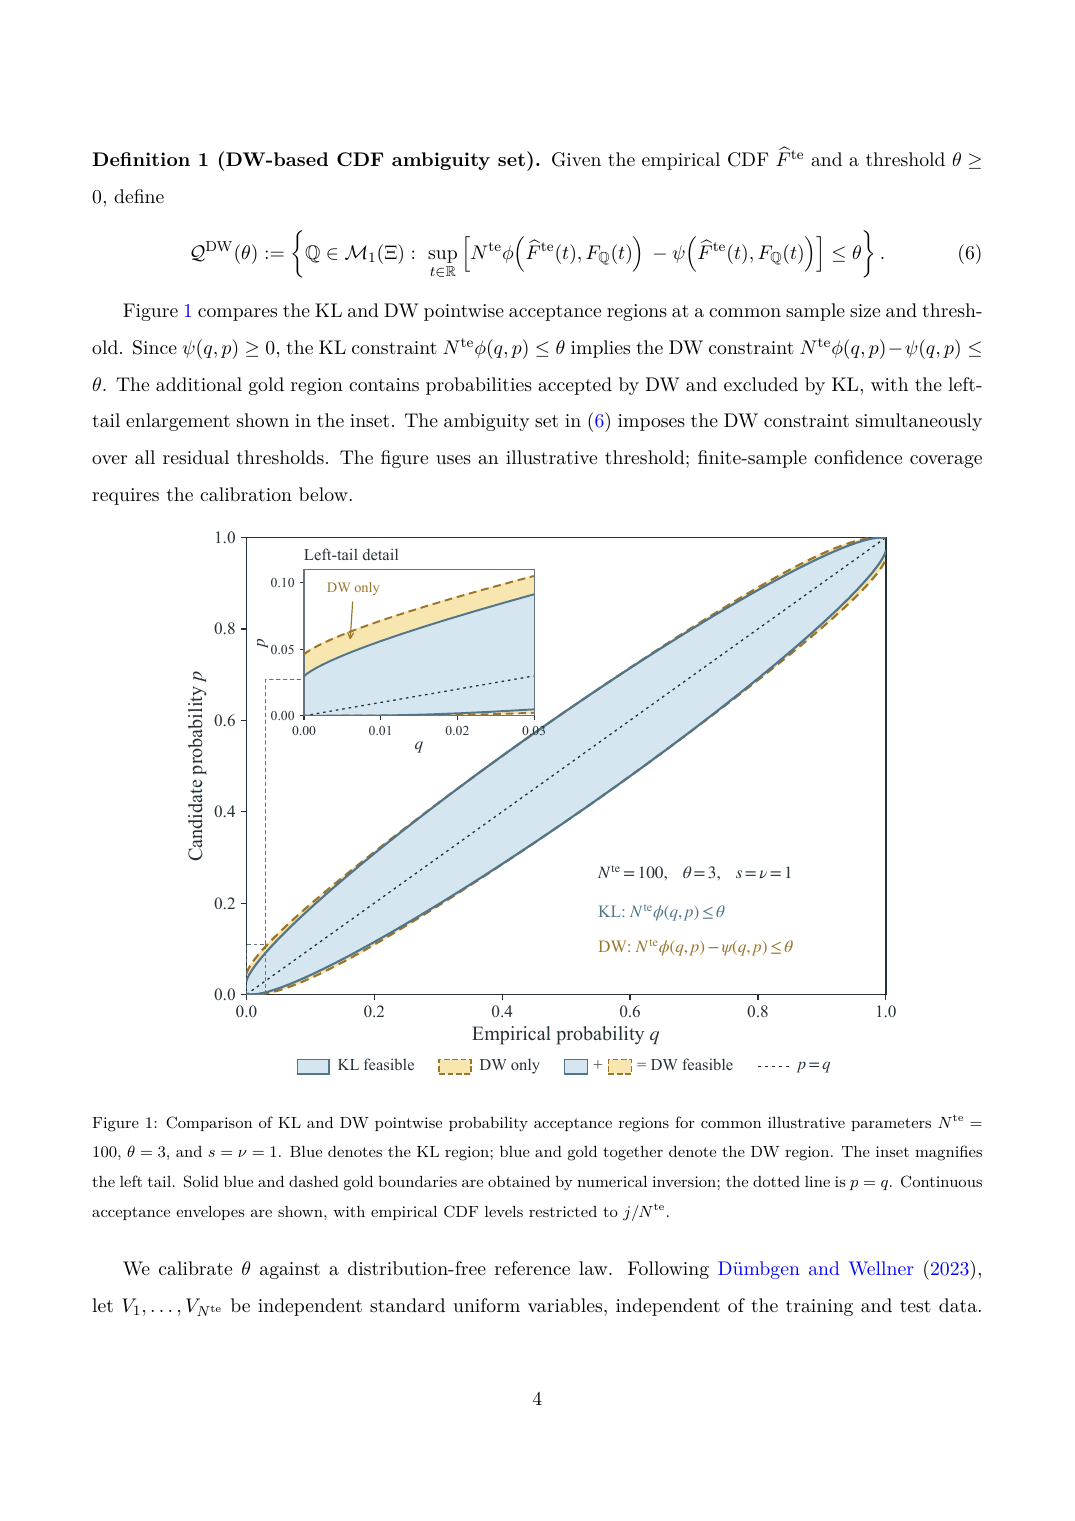 Definition 1 (DW-based CDF ambiguity set). Given the empirical CDF F̂ᵗᵉ and a threshold θ ≥
0, define
𝒬ᴰᵂ(θ) := { ℚ ∈ ℳ₁(Ξ) : sup_{t∈ℝ} [ Nᵗᵉϕ( F̂ᵗᵉ(t), F_ℚ(t) ) − ψ( F̂ᵗᵉ(t), F_ℚ(t) ) ] ≤ θ } . (6)
Figure 1 compares the KL and DW pointwise acceptance regions at a common sample size and thresh-
old. Since ψ(q, p) ≥ 0, the KL constraint Nᵗᵉϕ(q, p) ≤ θ implies the DW constraint Nᵗᵉϕ(q, p)−ψ(q, p) ≤
θ. The additional gold region contains probabilities accepted by DW and excluded by KL, with the left-
tail enlargement shown in the inset. The ambiguity set in (6) imposes the DW constraint simultaneously
over all residual thresholds. The figure uses an illustrative threshold; finite-sample confidence coverage
requires the calibration below.
1.0
0.8
0.6
0.4
0.2
0.0
Candidate probability p
Left-tail detail
DW only
0.10
0.05
0.00
p
0.00 0.01 0.02 0.03
q
Nᵗᵉ = 100, θ = 3, s = ν = 1
KL: Nᵗᵉϕ(q, p) ≤ θ
DW: Nᵗᵉϕ(q, p) − ψ(q, p) ≤ θ
0.0 0.2 0.4 0.6 0.8 1.0
Empirical probability q
KL feasible DW only + = DW feasible p = q
Figure 1: Comparison of KL and DW pointwise probability acceptance regions for common illustrative parameters Nᵗᵉ =
100, θ = 3, and s = ν = 1. Blue denotes the KL region; blue and gold together denote the DW region. The inset magnifies
the left tail. Solid blue and dashed gold boundaries are obtained by numerical inversion; the dotted line is p = q. Continuous
acceptance envelopes are shown, with empirical CDF levels restricted to j/Nᵗᵉ.
We calibrate θ against a distribution-free reference law. Following Dümbgen and Wellner (2023),
let V₁, . . . , V_{Nᵗᵉ} be independent standard uniform variables, independent of the training and test data.
4